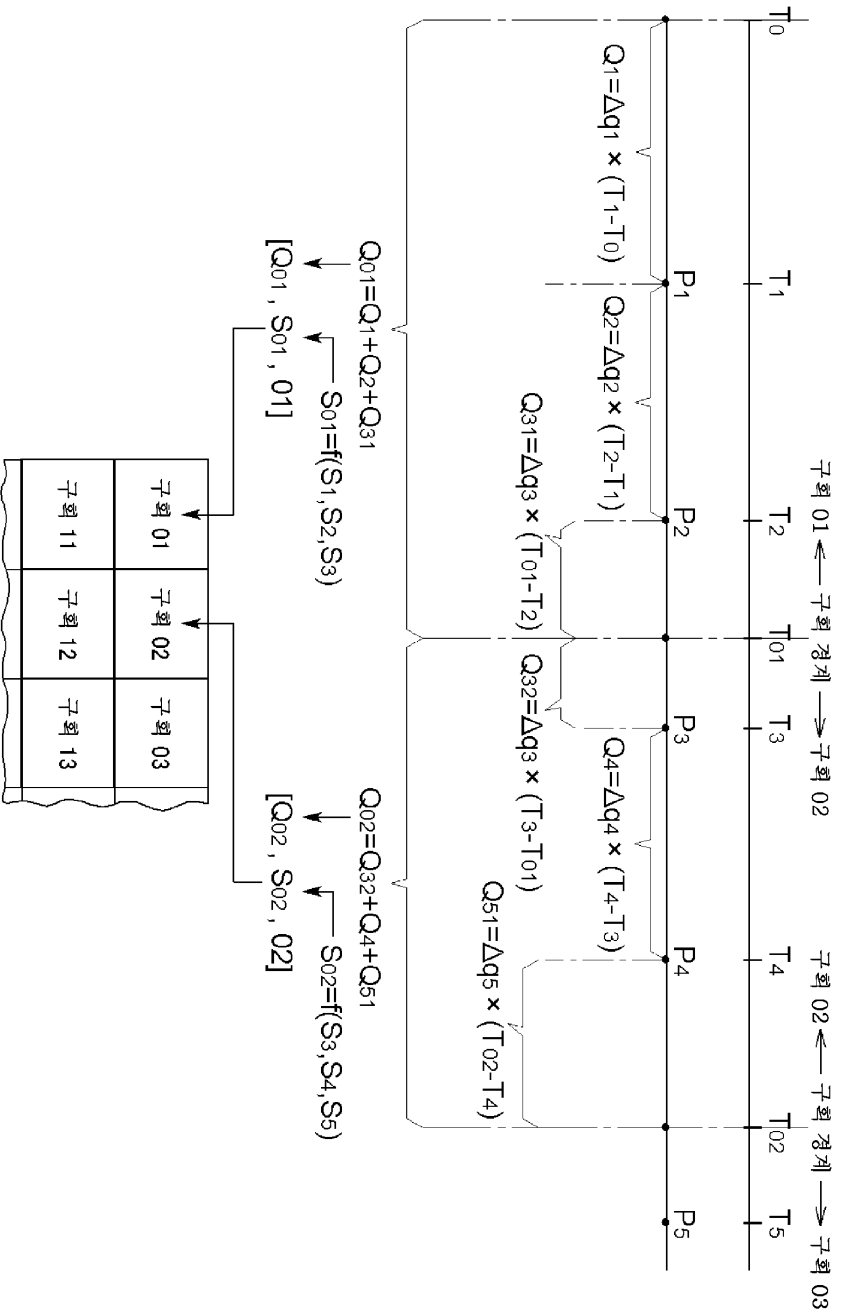 구획 01 ← 구획 경계 → 구획 02
구획 02 ← 구획 경계 → 구획 03
T0
T1
T2
T01
T3
T4
T02
T5
P1
P2
P3
P4
P5
Q1=Δq1 × (T1-T0)
Q2=Δq2 × (T2-T1)
Q4=Δq4 × (T4-T3)
Q31=Δq3 × (T01-T2)
Q32=Δq3 × (T3-T01)
Q51=Δq5 × (T02-T4)
Q01=Q1+Q2+Q31
S01=f(S1,S2,S3)
[Q01 , S01 , 01]
Q02=Q32+Q4+Q51
S02=f(S3,S4,S5)
[Q02 , S02 , 02]
구획 01
구획 02
구획 03
구획 11
구획 12
구획 13